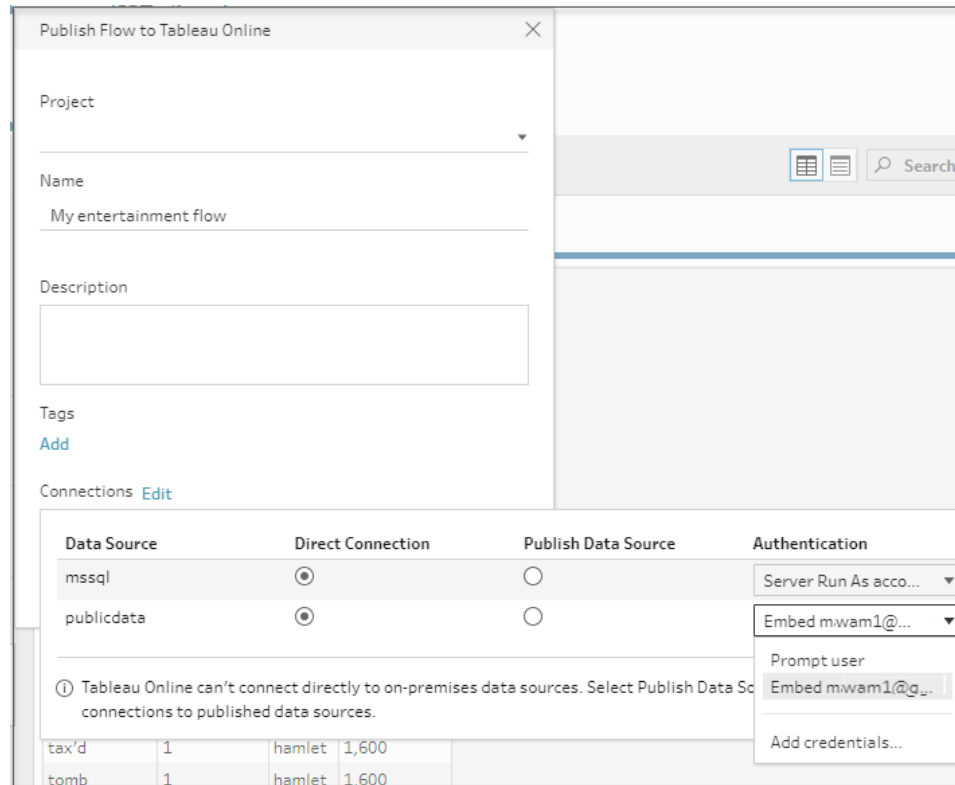 Publish Flow to Tableau Online
Project
Search
Name
My entertainment flow
Description
Tags
Add
Connections Edit
Data Source Direct Connection Publish Data Source Authentication
mssql Server Run As acco...
publicdata Embed mwam1@...
Prompt user
Embed mwam1@g...
Add credentials...
Tableau Online can't connect directly to on-premises data sources. Select Publish Data
connections to published data sources.
tax'd 1 hamlet 1,600
tomb 1 hamlet 1,600